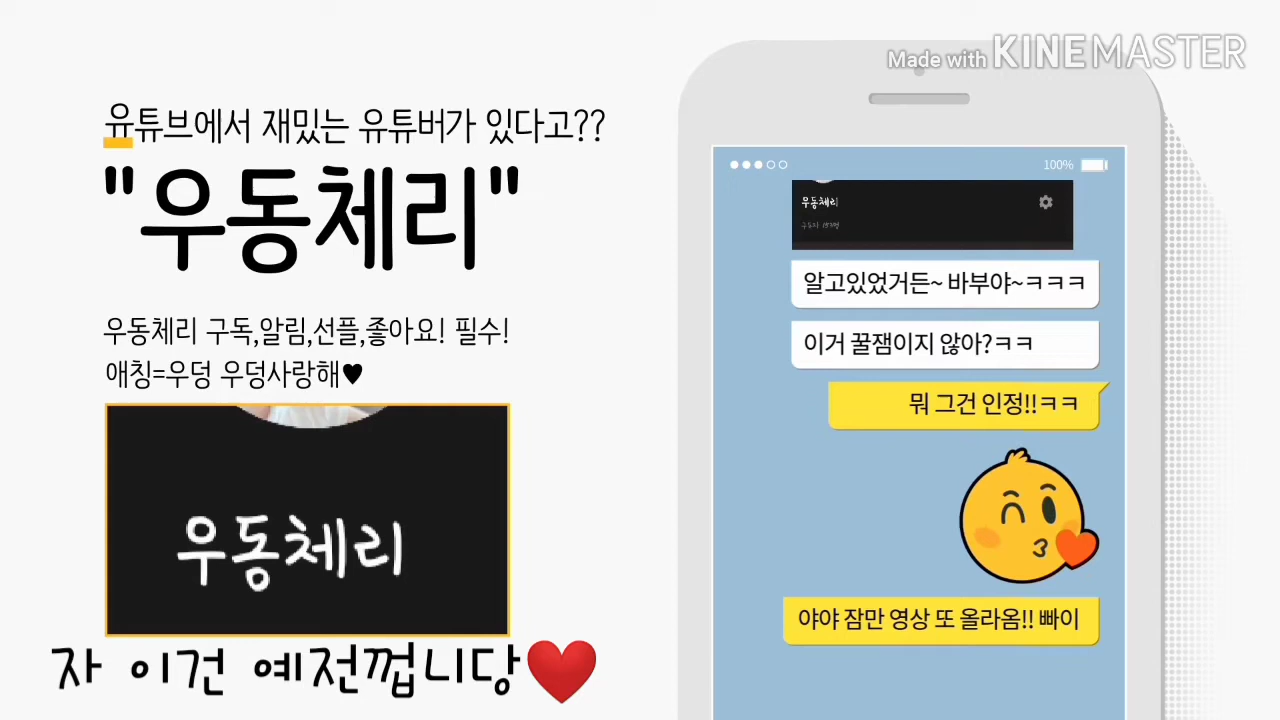 Made with KINEMASTER
유튜브에서 재밌는 유튜버가 있다고??
"우동체리"
우동체리 구독,알림,선플,좋아요! 필수!
애칭=우덩 우덩사랑해♥
우동체리
자 이건 예전껍니당❤️
100%
우동체리
구독자
알고있었거든~ 바부야~ㅋㅋㅋ
이거 꿀잼이지 않아?ㅋㅋ
뭐 그건 인정!!ㅋㅋ
야야 잠만 영상 또 올라옴!! 빠이